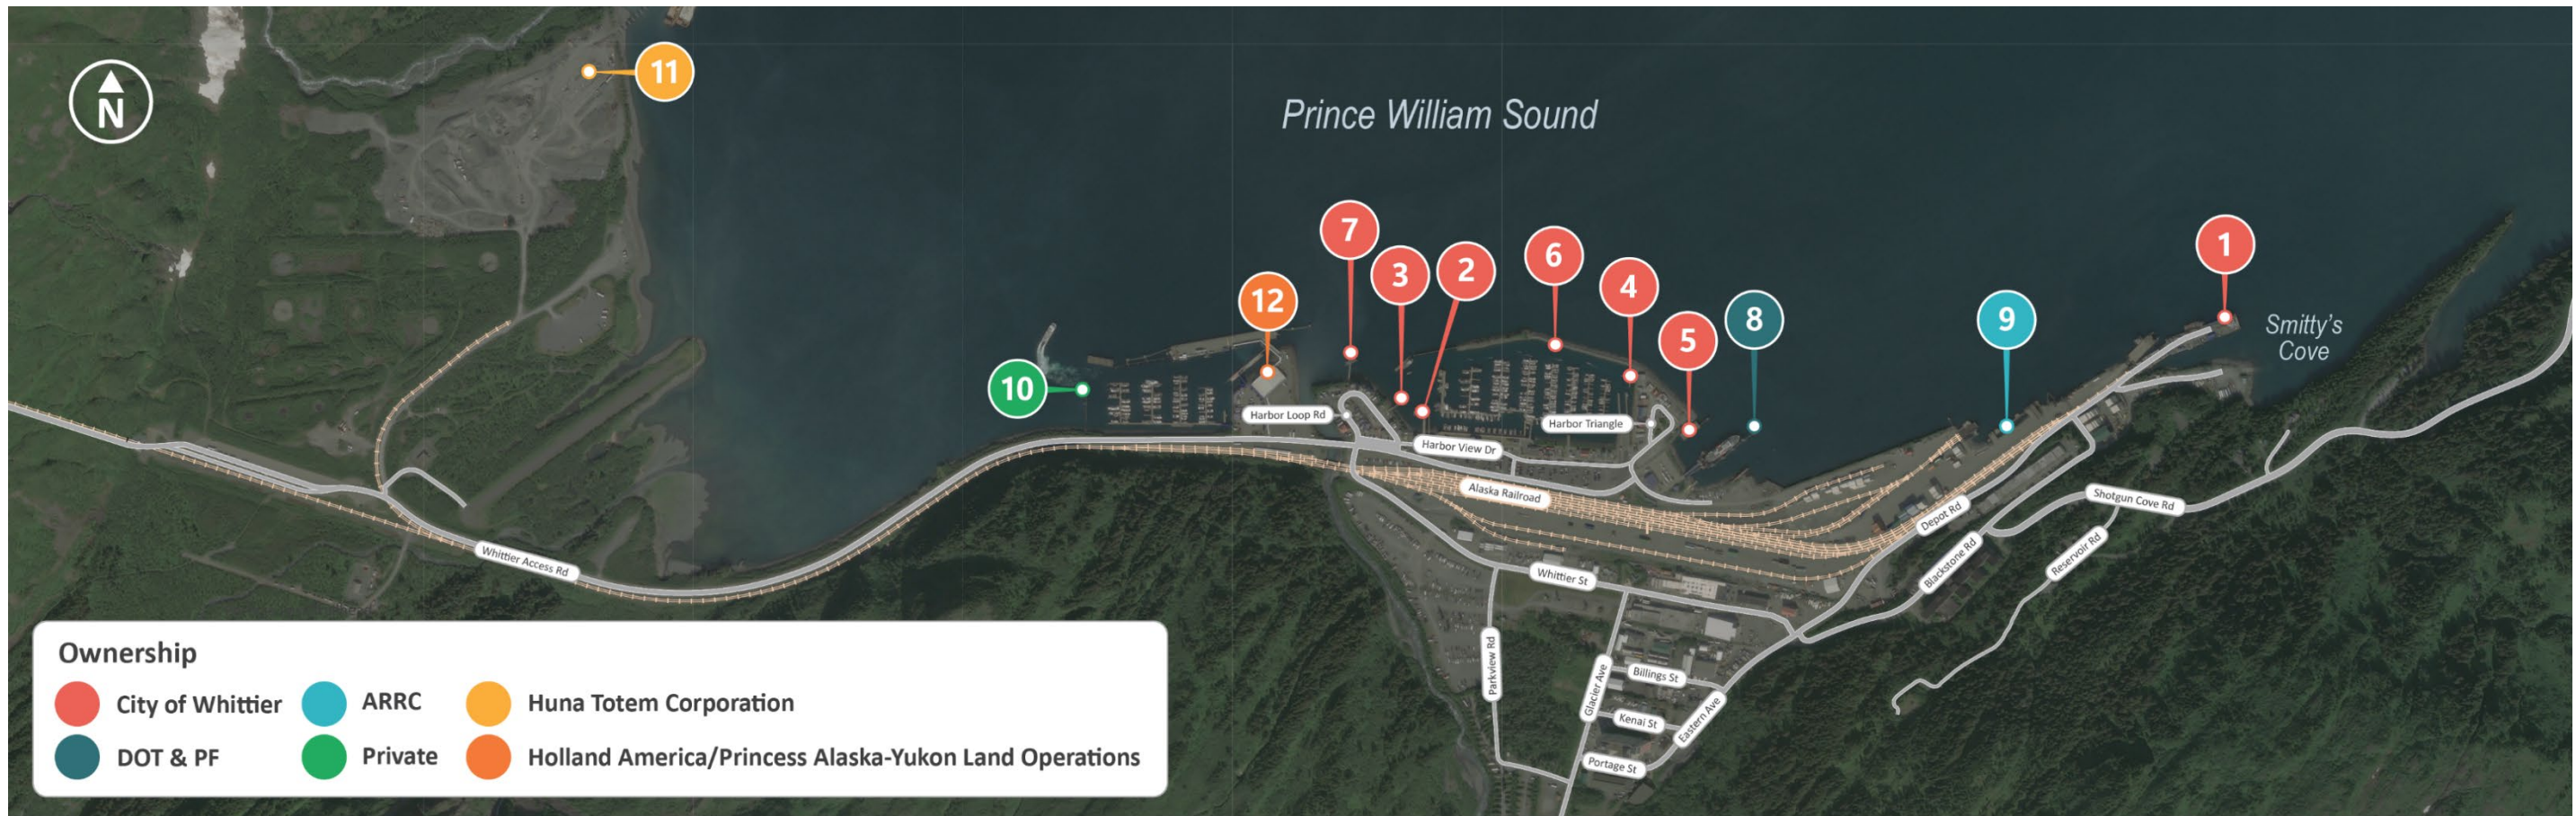 11
N
Prince William Sound
7
3
2
6
4
1
12
5
8
9
Smitty's
Cove
10
Harbor Loop Rd
Harbor Triangle
Harbor View Dr
Alaska Railroad
Shotgun Cove Rd
Depot Rd
Whittier Access Rd
Whittier St
Blackstone Rd
Reservoir Rd
Parkview Rd
Glacier Ave
Billings St
Kenai St
Eastern Ave
Portage St
Ownership
City of Whittier
ARRC
Huna Totem Corporation
DOT & PF
Private
Holland America/Princess Alaska-Yukon Land Operations